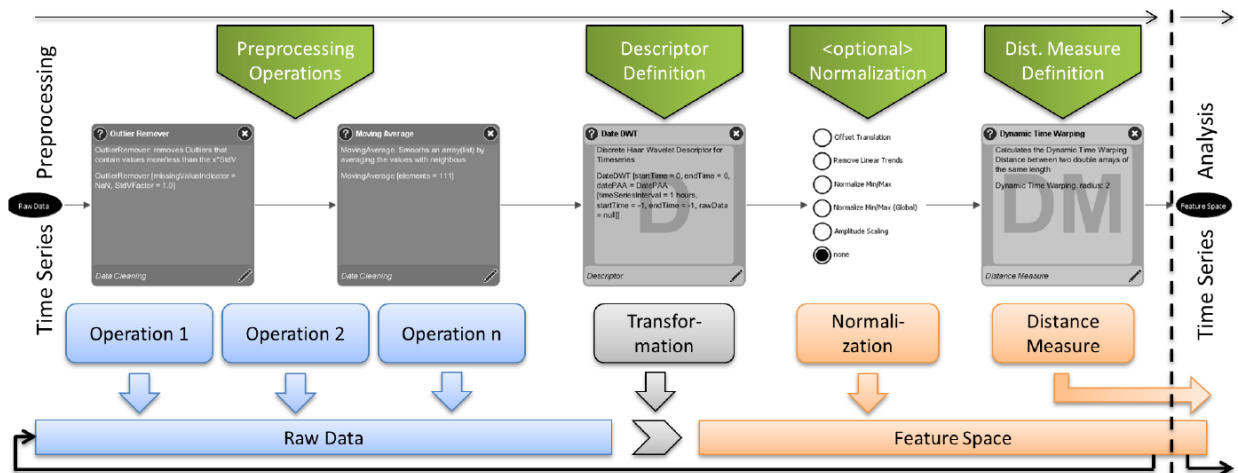 Time Series Preprocessing
Preprocessing
Operations
Descriptor
Definition
<optional>
Normalization
Dist. Measure
Definition
Time Series Analysis
Raw Data
? Outlier Remover
OutlierRemover: removes Outliers that
contain values more/less than the x*StdV
OutlierRemover [missingValueIndicator =
NaN, StdVFactor = 1.0]
Data Cleaning
? Moving Average
MovingAverage. Smooths an array(list) by
averaging the values with neighbous
MovingAverage [elements = 111]
Data Cleaning
? Date DWT
D
Discrete Haar Wavelet Descriptor for
Timeseries
DateDWT [startTime = 0, endTime = 0,
datePAA = DatePAA
[timeSeriesInterval = 1 hours,
startTime = -1, endTime = -1, rawData
= null]]
Descriptor
Offset Translation
Remove Linear Trends
Normalize Min/Max
Normalize Min/Max (Global)
Amplitude Scaling
none
? Dynamic Time Warping
DM
Calculates the Dynamic Time Warping
Distance between two double arrays of
the same length
Dynamic Time Warping, radius: 2
Distance Measure
Feature Space
Operation 1
Operation 2
Operation n
Transfor-
mation
Normali-
zation
Distance
Measure
Raw Data
Feature Space